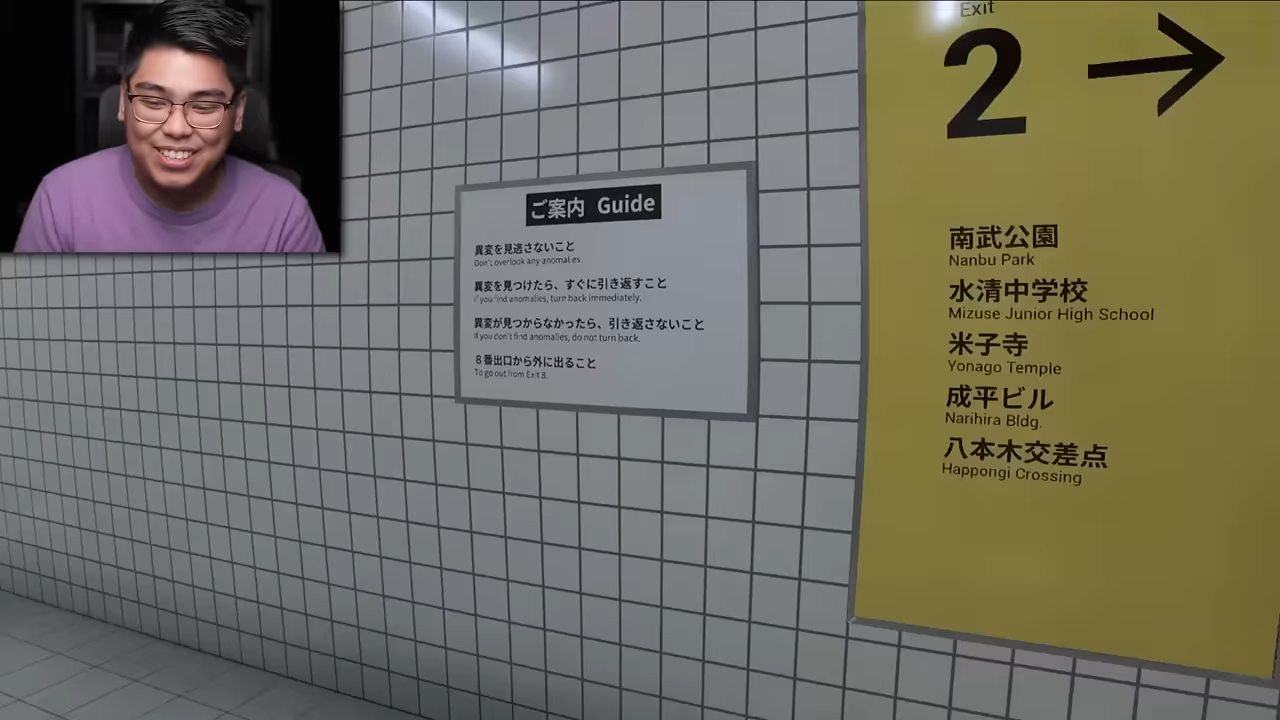 ご案内 Guide
異変を見逃さないこと
Don't overlook any anomalies.
異変を見つけたら、すぐに引き返すこと
If you find anomalies, turn back immediately.
異変が見つからなかったら、引き返さないこと
If you don't find anomalies, do not turn back.
8番出口から外に出ること
To go out from Exit 8.
Exit
2
南武公園
Nanbu Park
水清中学校
Mizuse Junior High School
米子寺
Yonago Temple
成平ビル
Narihira Bldg.
八本木交差点
Happongi Crossing